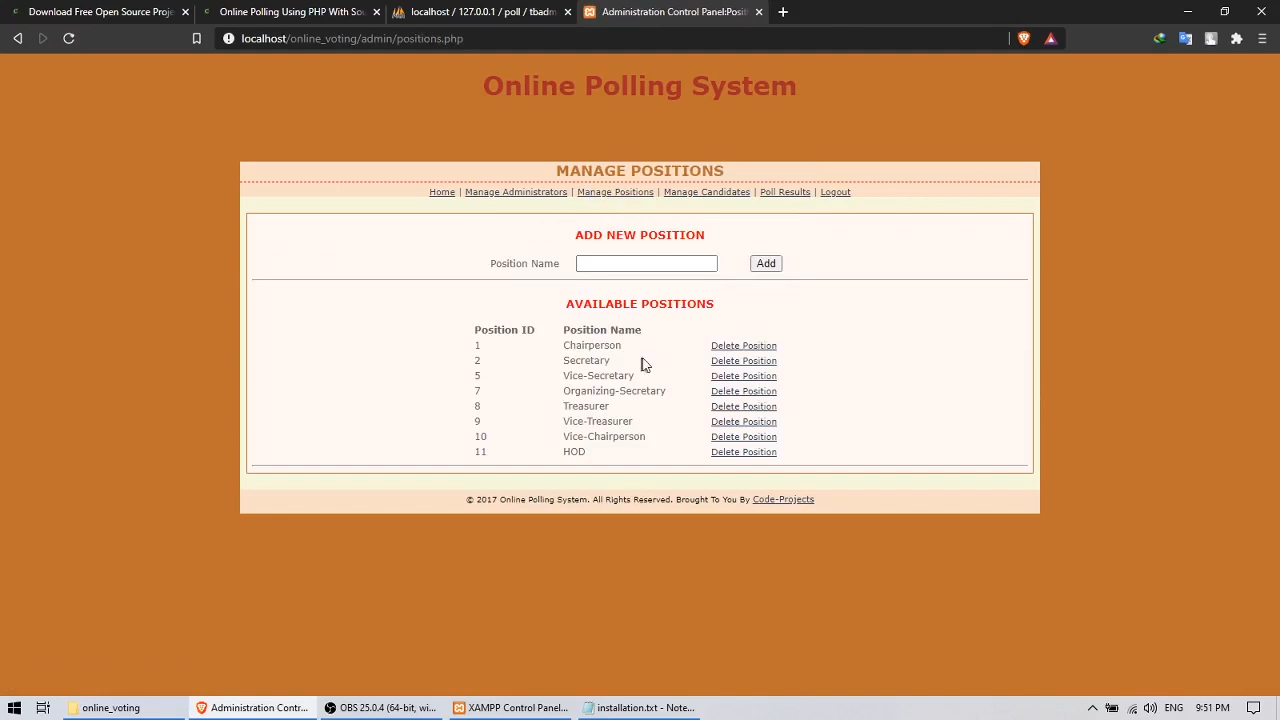 Download Free Open Source Projec
Online Polling Using PHP With Sou
localhost / 127.0.0.1 / poll / tbadm
Administration Control Panel:Posit
localhost/online_voting/admin/positions.php
Online Polling System
MANAGE POSITIONS
Home | Manage Administrators | Manage Positions | Manage Candidates | Poll Results | Logout
ADD NEW POSITION
Position Name Add
AVAILABLE POSITIONS
Position ID Position Name
1 Chairperson Delete Position
2 Secretary Delete Position
5 Vice-Secretary Delete Position
7 Organizing-Secretary Delete Position
8 Treasurer Delete Position
9 Vice-Treasurer Delete Position
10 Vice-Chairperson Delete Position
11 HOD Delete Position
© 2017 Online Polling System. All Rights Reserved. Brought To You By Code-Projects
online_voting Administration Contr... OBS 25.0.4 (64-bit, wi... XAMPP Control Panel... installation.txt - Note... ENG 9:51 PM